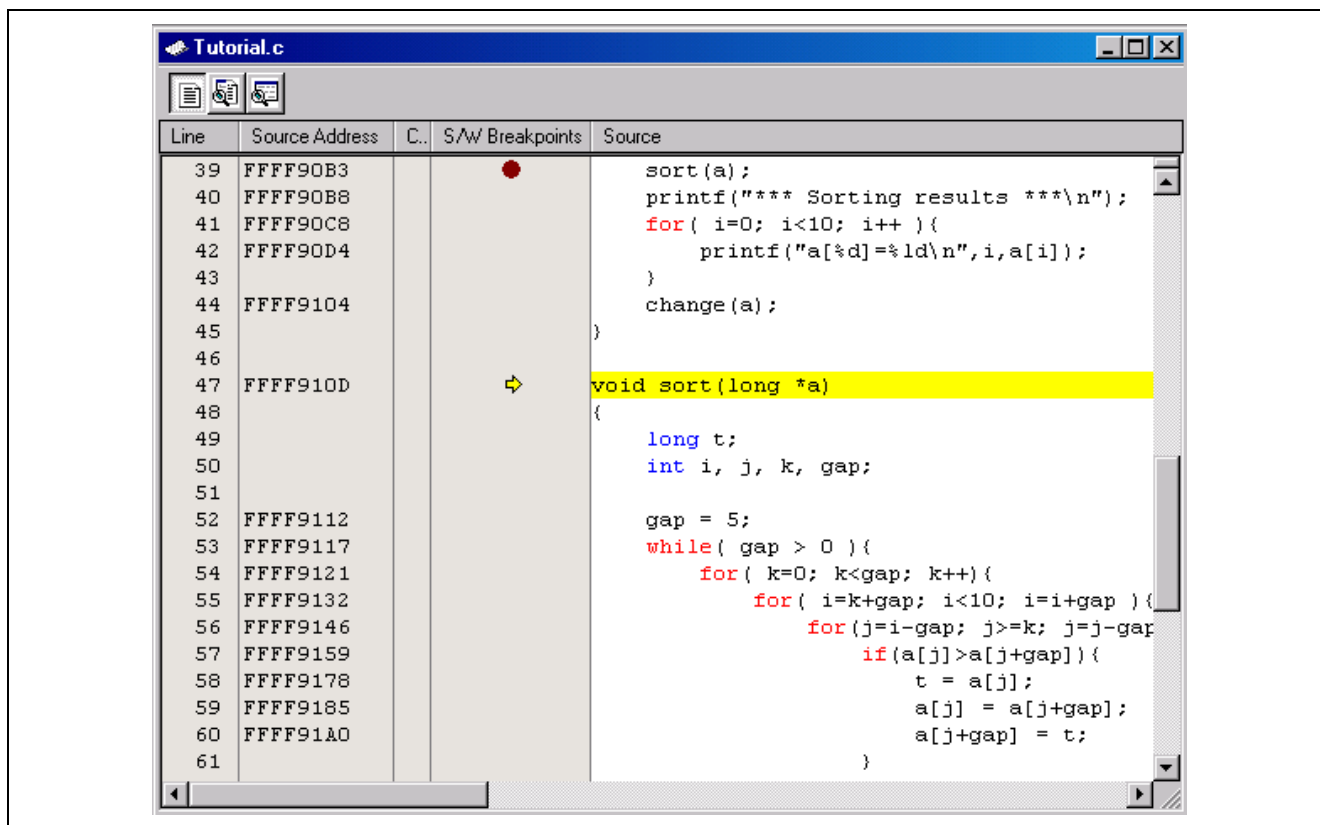 Tutorial.c
Line Source Address C.. S/W Breakpoints Source
39 FFFF90B3 sort(a);
40 FFFF90B8 printf("*** Sorting results ***\n");
41 FFFF90C8 for( i=0; i<10; i++ ){
42 FFFF90D4 printf("a[%d]=%ld\n",i,a[i]);
43 }
44 FFFF9104 change(a);
45 }
46
47 FFFF910D void sort(long *a)
48 {
49 long t;
50 int i, j, k, gap;
51
52 FFFF9112 gap = 5;
53 FFFF9117 while( gap > 0 ){
54 FFFF9121 for( k=0; k<gap; k++){
55 FFFF9132 for( i=k+gap; i<10; i=i+gap ){
56 FFFF9146 for(j=i-gap; j>=k; j=j-gap
57 FFFF9159 if(a[j]>a[j+gap]){
58 FFFF9178 t = a[j];
59 FFFF9185 a[j] = a[j+gap];
60 FFFF91A0 a[j+gap] = t;
61 }